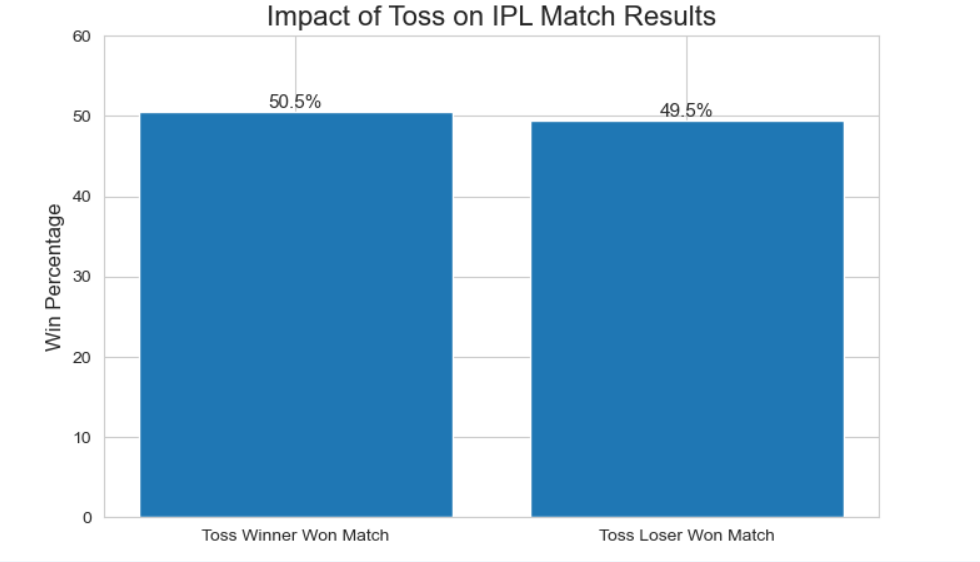 Impact of Toss on IPL Match Results
60
50
40
30
20
10
0
Win Percentage
50.5%
49.5%
Toss Winner Won Match
Toss Loser Won Match